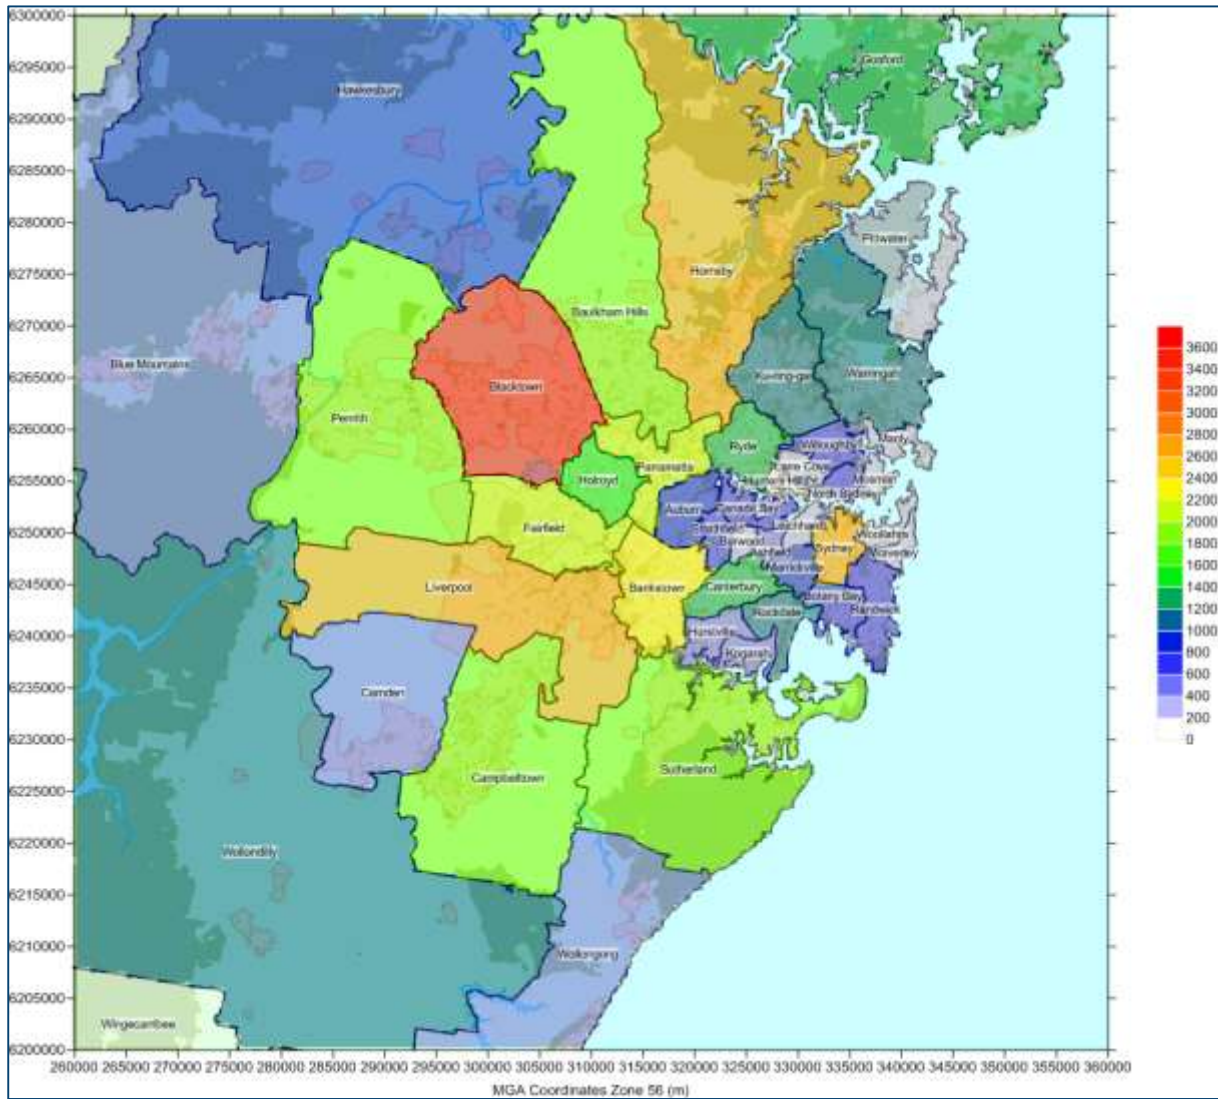 6300000
6295000
6290000
6285000
6280000
6275000
6270000
6265000
6260000
6255000
6250000
6245000
6240000
6235000
6230000
6225000
6220000
6215000
6210000
6205000
6200000
Gosford
Hawkesbury
Pittwater
Hornsby
Baulkham Hills
Blue Mountains
Ku-ring-gai
Warringah
Blacktown
Penrith
Ryde
Willoughby
Manly
Parramatta
Lane Cove
Holroyd
Hunters Hill
Mosman
North Sydney
Auburn
Canada Bay
Fairfield
Strathfield
Leichhardt
Woollahra
Burwood
Sydney
Ashfield
Waverley
Marrickville
Liverpool
Bankstown
Canterbury
Botany Bay
Rockdale
Randwick
Hurstville
Kogarah
Camden
Sutherland
Campbelltown
Wollondilly
Wollongong
Wingecarribee
3600
3400
3200
3000
2800
2600
2400
2200
2000
1800
1600
1400
1200
1000
800
600
400
200
0
260000 265000 270000 275000 280000 285000 290000 295000 300000 305000 310000 315000 320000 325000 330000 335000 340000 345000 350000 355000 360000
MGA Coordinates Zone 56 (m)